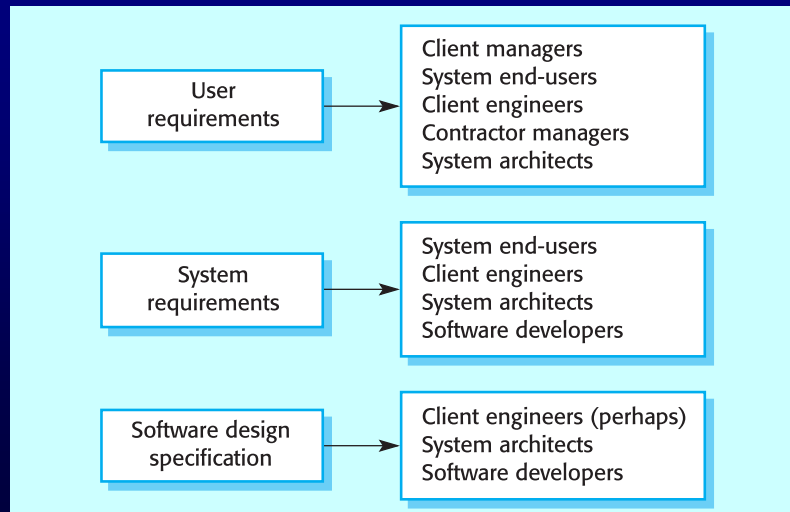 User
requirements
Client managers
System end-users
Client engineers
Contractor managers
System architects
System
requirements
System end-users
Client engineers
System architects
Software developers
Software design
specification
Client engineers (perhaps)
System architects
Software developers